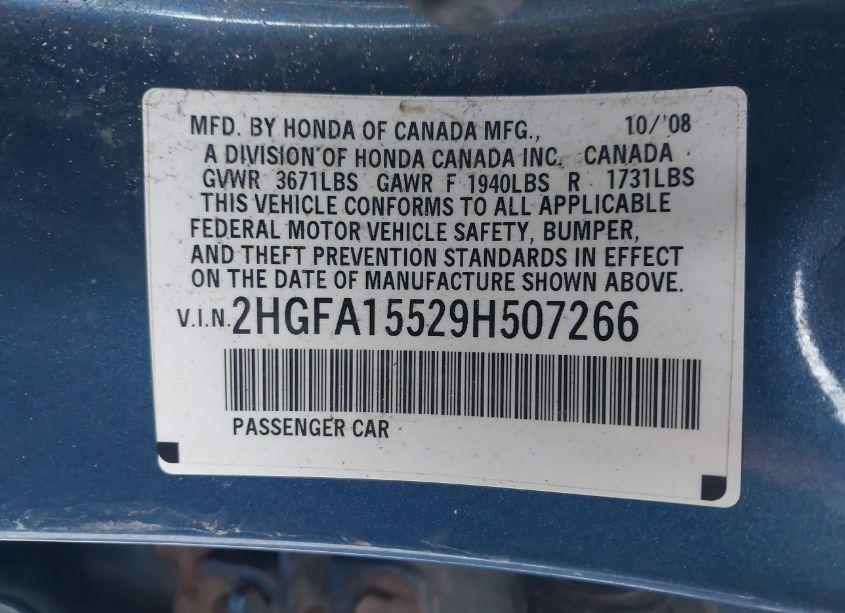 MFD. BY HONDA OF CANADA MFG., 10/'08
A DIVISION OF HONDA CANADA INC. CANADA
GVWR 3671LBS GAWR F 1940LBS R 1731LBS
THIS VEHICLE CONFORMS TO ALL APPLICABLE
FEDERAL MOTOR VEHICLE SAFETY, BUMPER,
AND THEFT PREVENTION STANDARDS IN EFFECT
ON THE DATE OF MANUFACTURE SHOWN ABOVE.
V.I.N. 2HGFA15529H507266
PASSENGER CAR